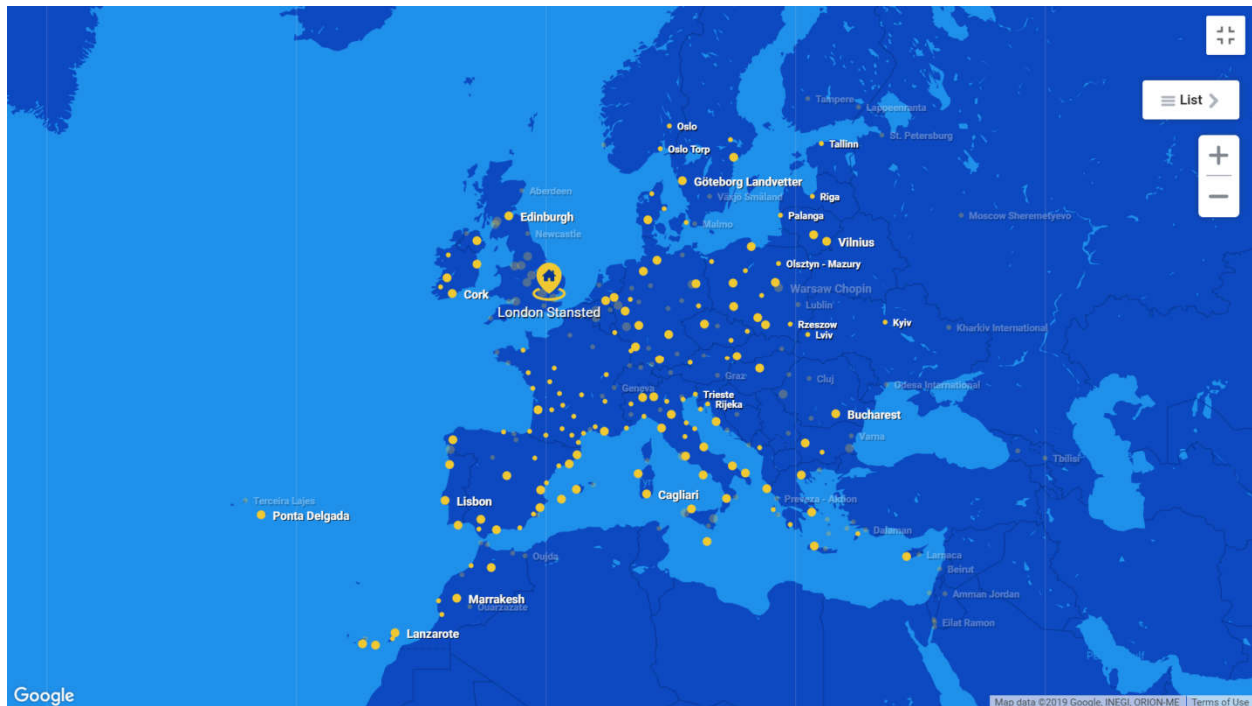 List
Tampere
Lappeenranta
Oslo
St. Petersburg
Oslo Torp
Tallinn
Göteborg Landvetter
Aberdeen
Växjö Småland
Riga
Edinburgh
Palanga
Moscow Sheremetyevo
Malmo
Newcastle
Vilnius
Olsztyn - Mazury
Warsaw Chopin
Cork
Lublin
London Stansted
Rzeszow
Kyiv
Kharkiv International
Lviv
Graz
Cluj
Geneva
Odesa International
Trieste
Rijeka
Bucharest
Varna
Tbilisi
Cagliari
Terceira Lajes
Lisbon
Preveza - Aktion
Ponta Delgada
Dalaman
Oujda
Larnaca
Beirut
Marrakesh
Amman Jordan
Ouarzazate
Eilat Ramon
Lanzarote
Google
Map data ©2019 Google, INEGI, ORION-ME
Terms of Use